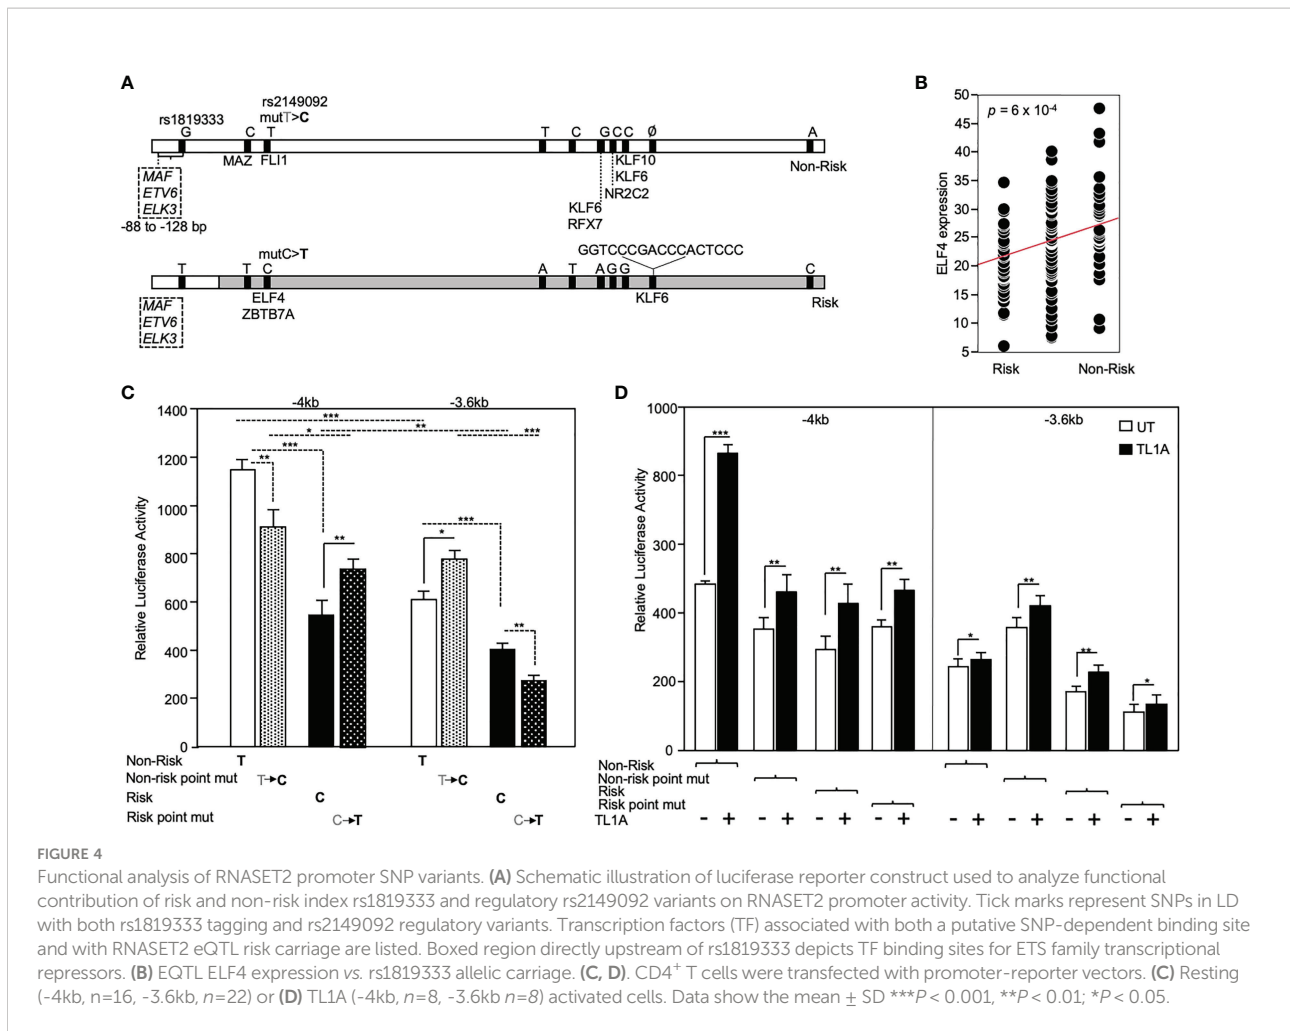 A
rs2149092
rs1819333 mutT>C
G C T T C G C C Ø A
MAZ FLI1 KLF10 Non-Risk
MAF KLF6
ETV6 NR2C2
ELK3 KLF6
-88 to -128 bp RFX7
mutC>T GGTCCCGACCCACTCCC
T T C A T A G G C
MAF ELF4 KLF6 Risk
ETV6 ZBTB7A
ELK3
B
p = 6 x 10-4
ELF4 expression
50
45
40
35
30
25
20
15
10
5
Risk Non-Risk
C
-4kb -3.6kb
Relative Luciferase Activity
1400
1200
1000
800
600
400
200
0
***
**
* ***
***
**
**
***
*
**
Non-Risk T T
Non-risk point mut T→C T→C
Risk C C
Risk point mut C→T C→T
D
-4kb -3.6kb
UT
TL1A
Relative Luciferase Activity
1000
800
300
400
200
0
***
**
**
**
*
**
**
*
Non-Risk
Non-risk point mut
Risk
Risk point mut
TL1A - + - + - + - + - + - + - + - +
FIGURE 4
Functional analysis of RNASET2 promoter SNP variants. (A) Schematic illustration of luciferase reporter construct used to analyze functional
contribution of risk and non-risk index rs1819333 and regulatory rs2149092 variants on RNASET2 promoter activity. Tick marks represent SNPs in LD
with both rs1819333 tagging and rs2149092 regulatory variants. Transcription factors (TF) associated with both a putative SNP-dependent binding site
and with RNASET2 eQTL risk carriage are listed. Boxed region directly upstream of rs1819333 depicts TF binding sites for ETS family transcriptional
repressors. (B) EQTL ELF4 expression vs. rs1819333 allelic carriage. (C, D). CD4+ T cells were transfected with promoter-reporter vectors. (C) Resting
(-4kb, n=16, -3.6kb, n=22) or (D) TL1A (-4kb, n=8, -3.6kb n=8) activated cells. Data show the mean ± SD ***P < 0.001, **P < 0.01; *P < 0.05.